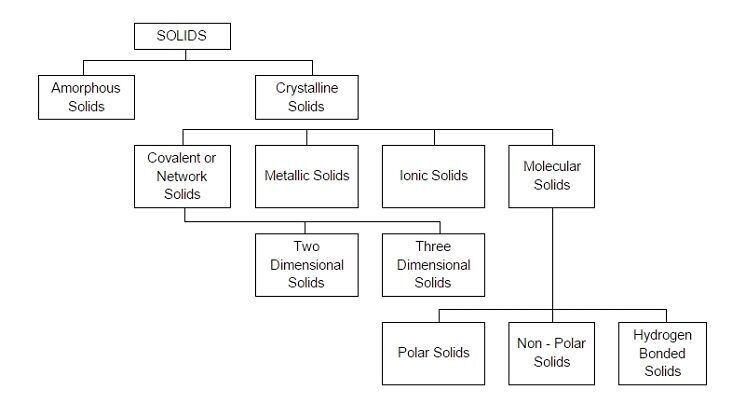 SOLIDS
Amorphous
Solids
Crystalline
Solids
Covalent or
Network
Solids
Metallic Solids
Ionic Solids
Molecular
Solids
Two
Dimensional
Solids
Three
Dimensional
Solids
Polar Solids
Non - Polar
Solids
Hydrogen
Bonded
Solids